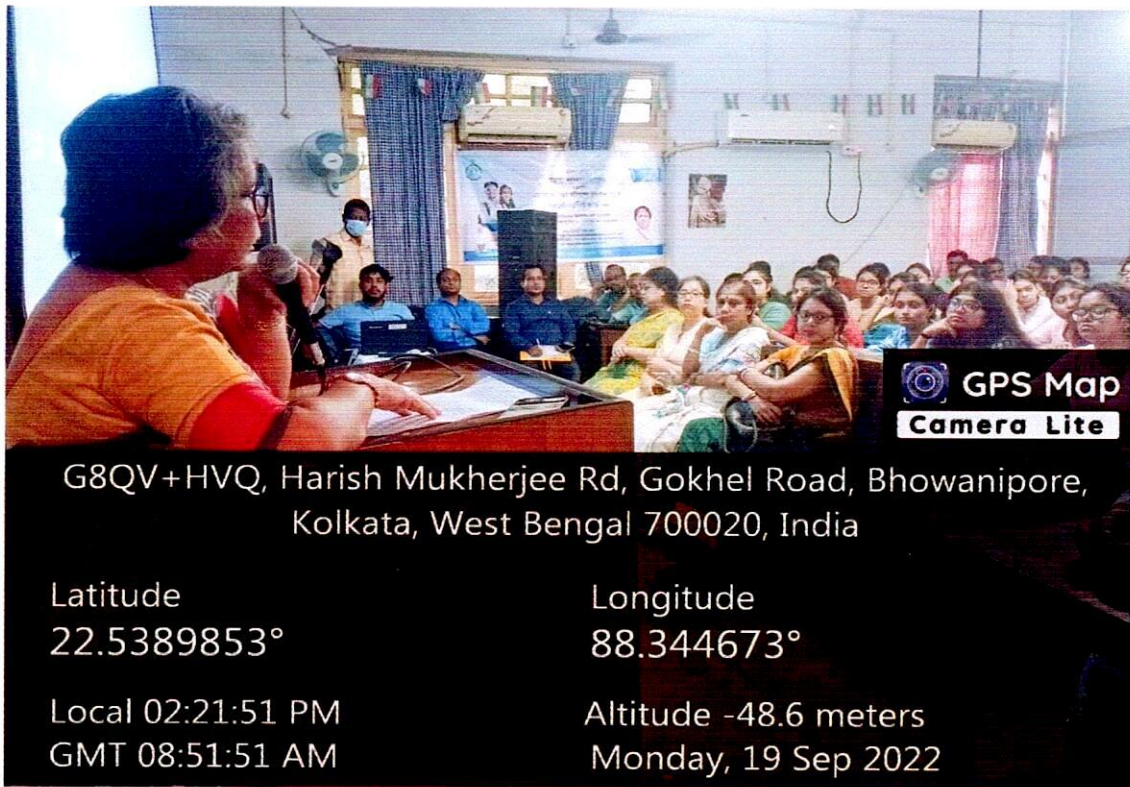 GPS Map
Camera Lite
G8QV+HVQ, Harish Mukherjee Rd, Gokhel Road, Bhowanipore,
Kolkata, West Bengal 700020, India
Latitude
22.5389853°
Longitude
88.344673°
Local 02:21:51 PM
GMT 08:51:51 AM
Altitude -48.6 meters
Monday, 19 Sep 2022